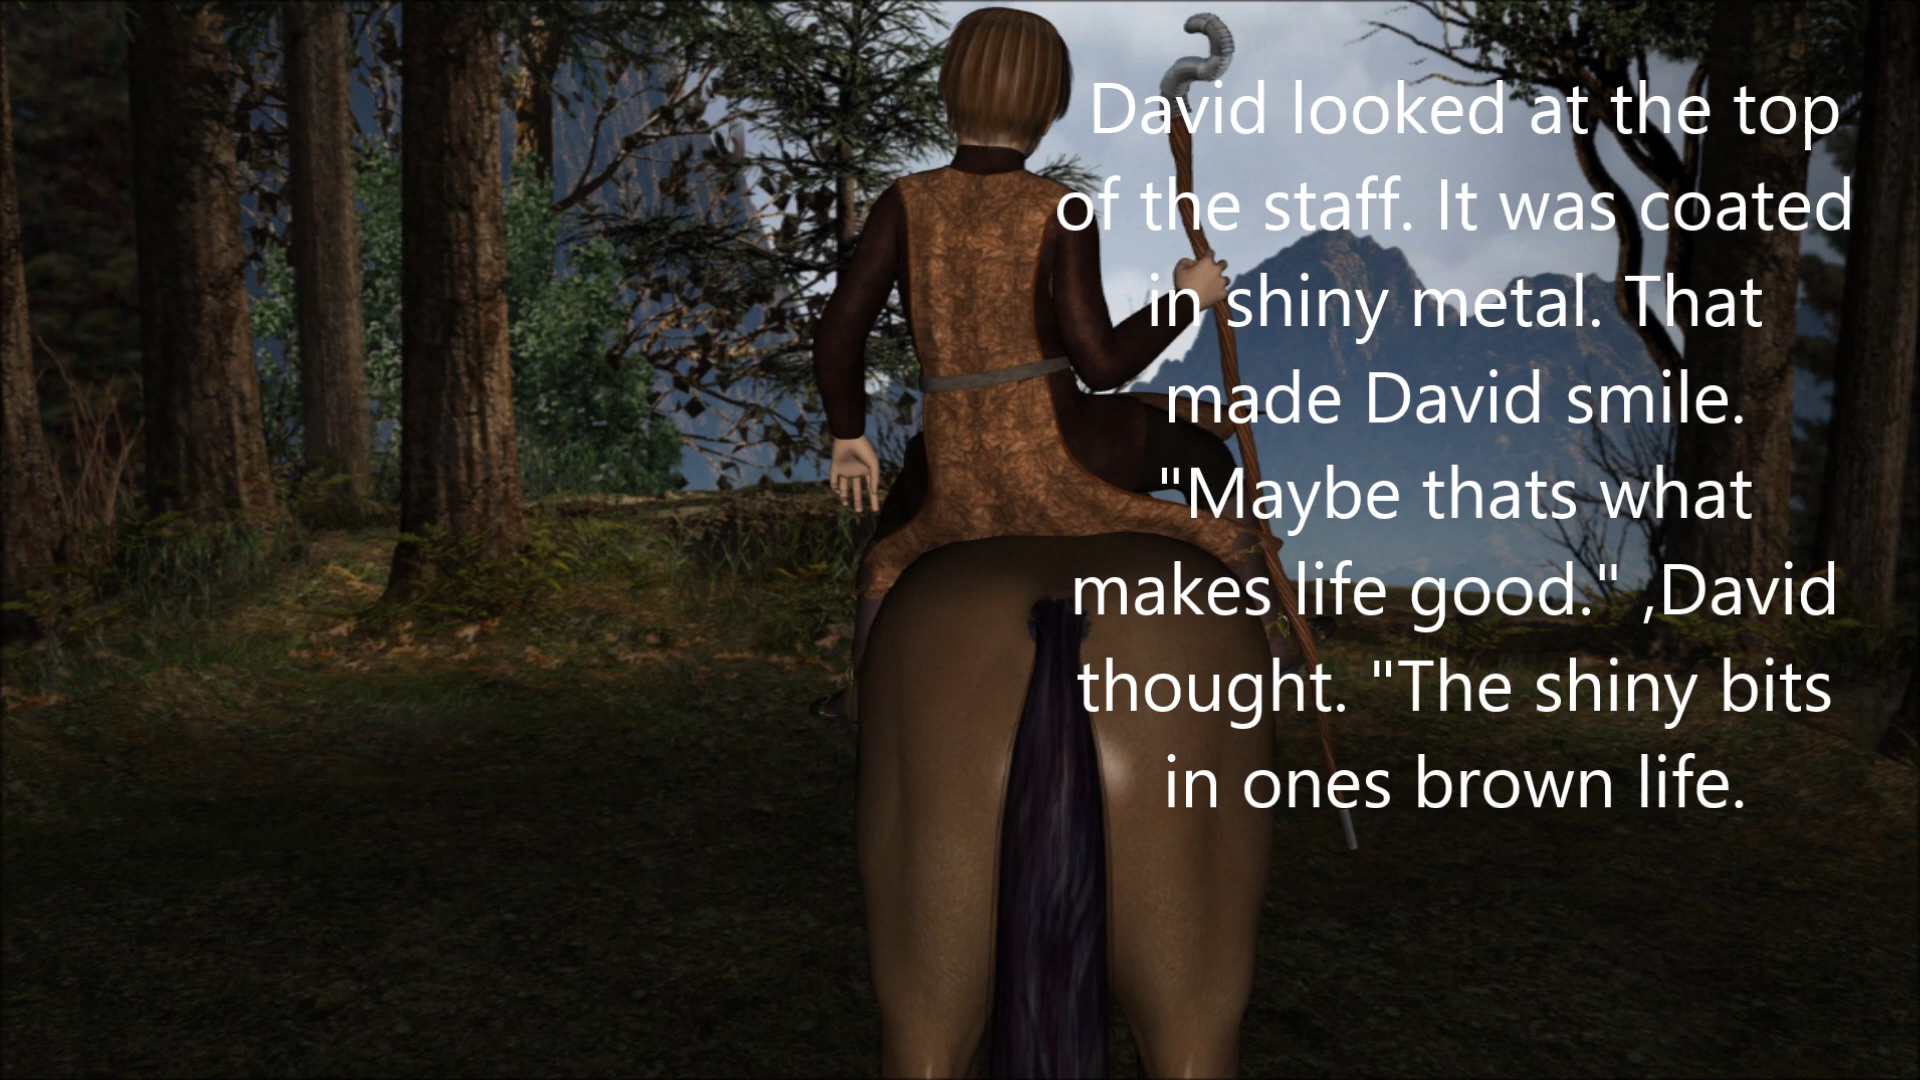 David looked at the top
of the staff. It was coated
in shiny metal. That
made David smile.
"Maybe thats what
makes life good." ,David
thought. "The shiny bits
in ones brown life.